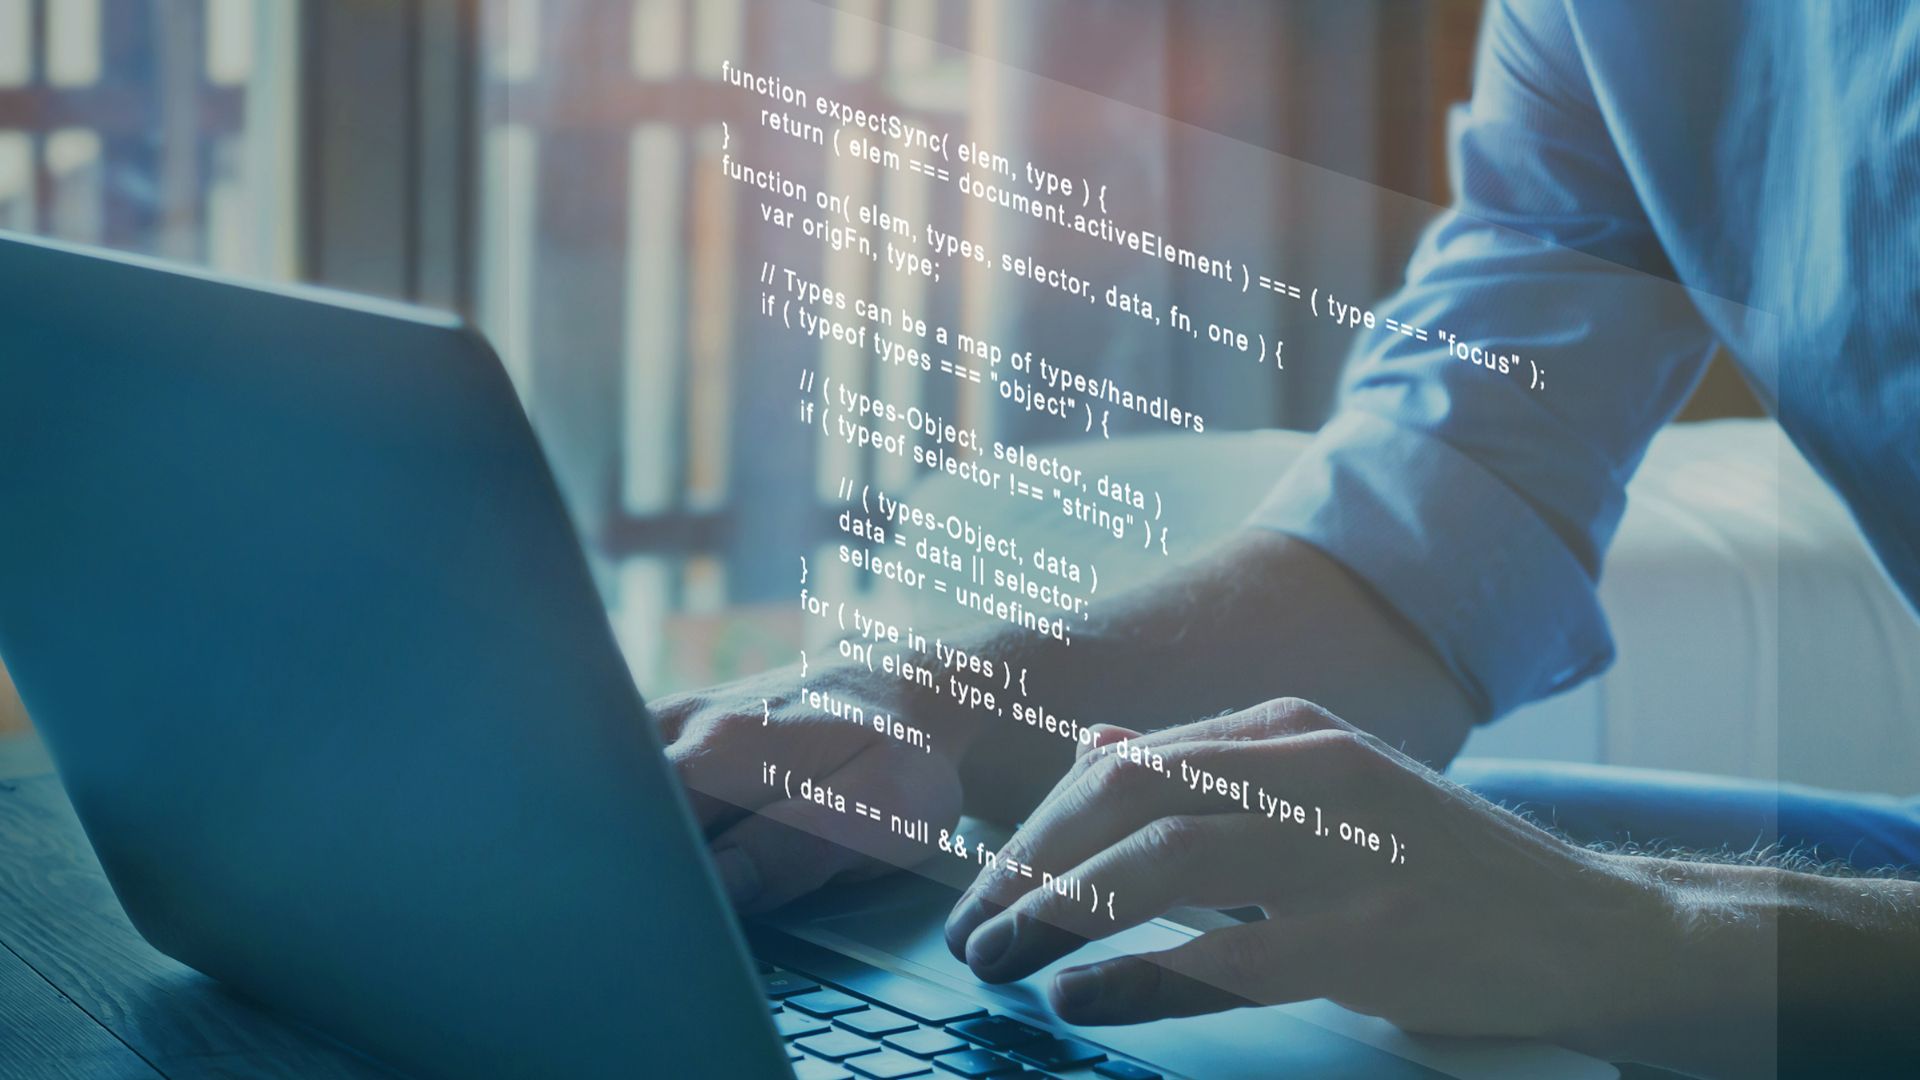 function expectSync( elem, type ) {
return ( elem === document.activeElement ) === ( type === "focus" );
}
function on( elem, types, selector, data, fn, one ) {
var origFn, type;
// Types can be a map of types/handlers
if ( typeof types === "object" ) {
// ( types-Object, selector, data )
if ( typeof selector !== "string" ) {
// ( types-Object, data )
data = data || selector;
selector = undefined;
}
for ( type in types ) {
on( elem, type, selector, data, types[ type ], one );
}
return elem;
}
if ( data == null && fn == null ) {